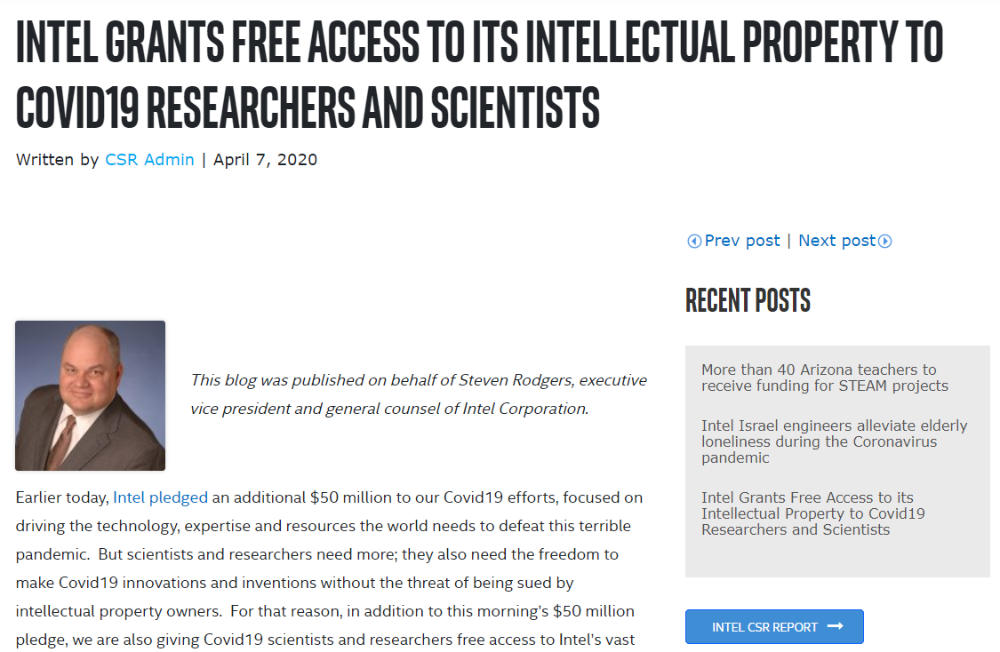 INTEL GRANTS FREE ACCESS TO ITS INTELLECTUAL PROPERTY TO
COVID19 RESEARCHERS AND SCIENTISTS
Written by CSR Admin | April 7, 2020
Prev post | Next post
RECENT POSTS
More than 40 Arizona teachers to
receive funding for STEAM projects
Intel Israel engineers alleviate elderly
loneliness during the Coronavirus
pandemic
Intel Grants Free Access to its
Intellectual Property to Covid19
Researchers and Scientists
INTEL CSR REPORT
This blog was published on behalf of Steven Rodgers, executive
vice president and general counsel of Intel Corporation.
Earlier today, Intel pledged an additional $50 million to our Covid19 efforts, focused on
driving the technology, expertise and resources the world needs to defeat this terrible
pandemic.  But scientists and researchers need more; they also need the freedom to
make Covid19 innovations and inventions without the threat of being sued by
intellectual property owners.  For that reason, in addition to this morning’s $50 million
pledge, we are also giving Covid19 scientists and researchers free access to Intel’s vast